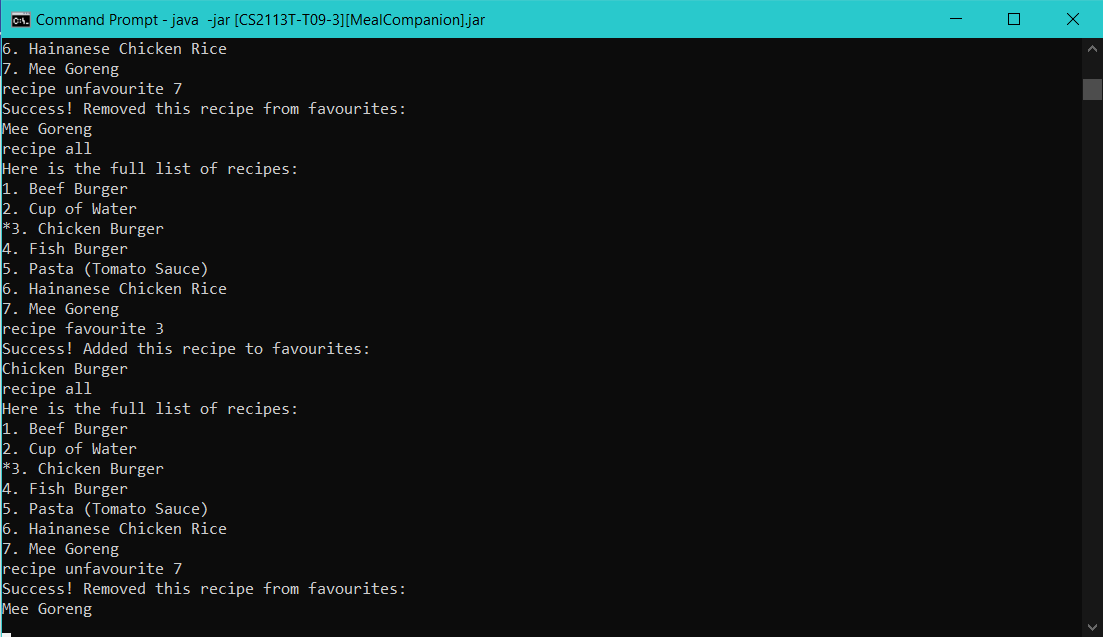 Command Prompt - java  -jar [CS2113T-T09-3][MealCompanion].jar
6. Hainanese Chicken Rice
7. Mee Goreng
recipe unfavourite 7
Success! Removed this recipe from favourites:
Mee Goreng
recipe all
Here is the full list of recipes:
1. Beef Burger
2. Cup of Water
*3. Chicken Burger
4. Fish Burger
5. Pasta (Tomato Sauce)
6. Hainanese Chicken Rice
7. Mee Goreng
recipe favourite 3
Success! Added this recipe to favourites:
Chicken Burger
recipe all
Here is the full list of recipes:
1. Beef Burger
2. Cup of Water
*3. Chicken Burger
4. Fish Burger
5. Pasta (Tomato Sauce)
6. Hainanese Chicken Rice
7. Mee Goreng
recipe unfavourite 7
Success! Removed this recipe from favourites:
Mee Goreng